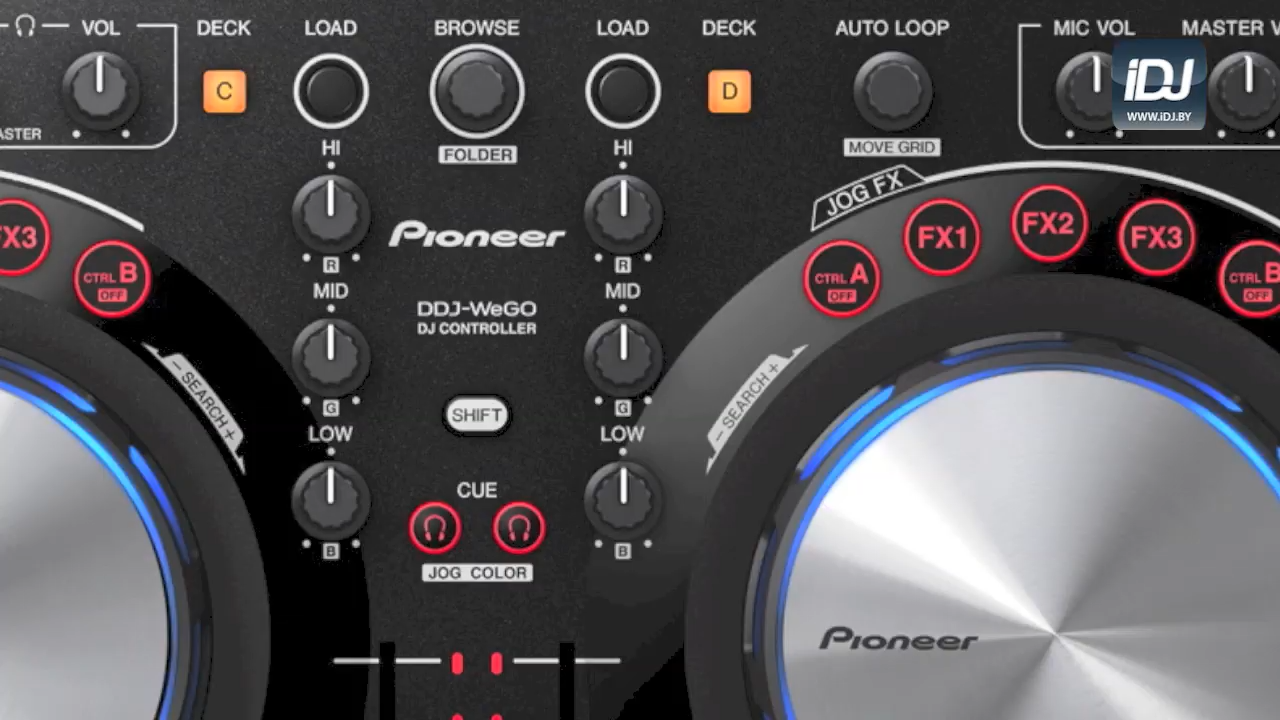 VOL
DECK
LOAD
BROWSE
LOAD
DECK
AUTO LOOP
MIC VOL
MASTER
C
D
iDJ
WWW.iDJ.BY
HI
FOLDER
HI
MOVE GRID
JOG FX
FX3
CTRL B
OFF
Pioneer
CTRL A
OFF
FX1
FX2
FX3
CTRL B
OFF
R
R
MID
MID
DDJ-WeGO
DJ CONTROLLER
– SEARCH +
– SEARCH +
G
G
SHIFT
LOW
LOW
CUE
B
B
JOG COLOR
Pioneer